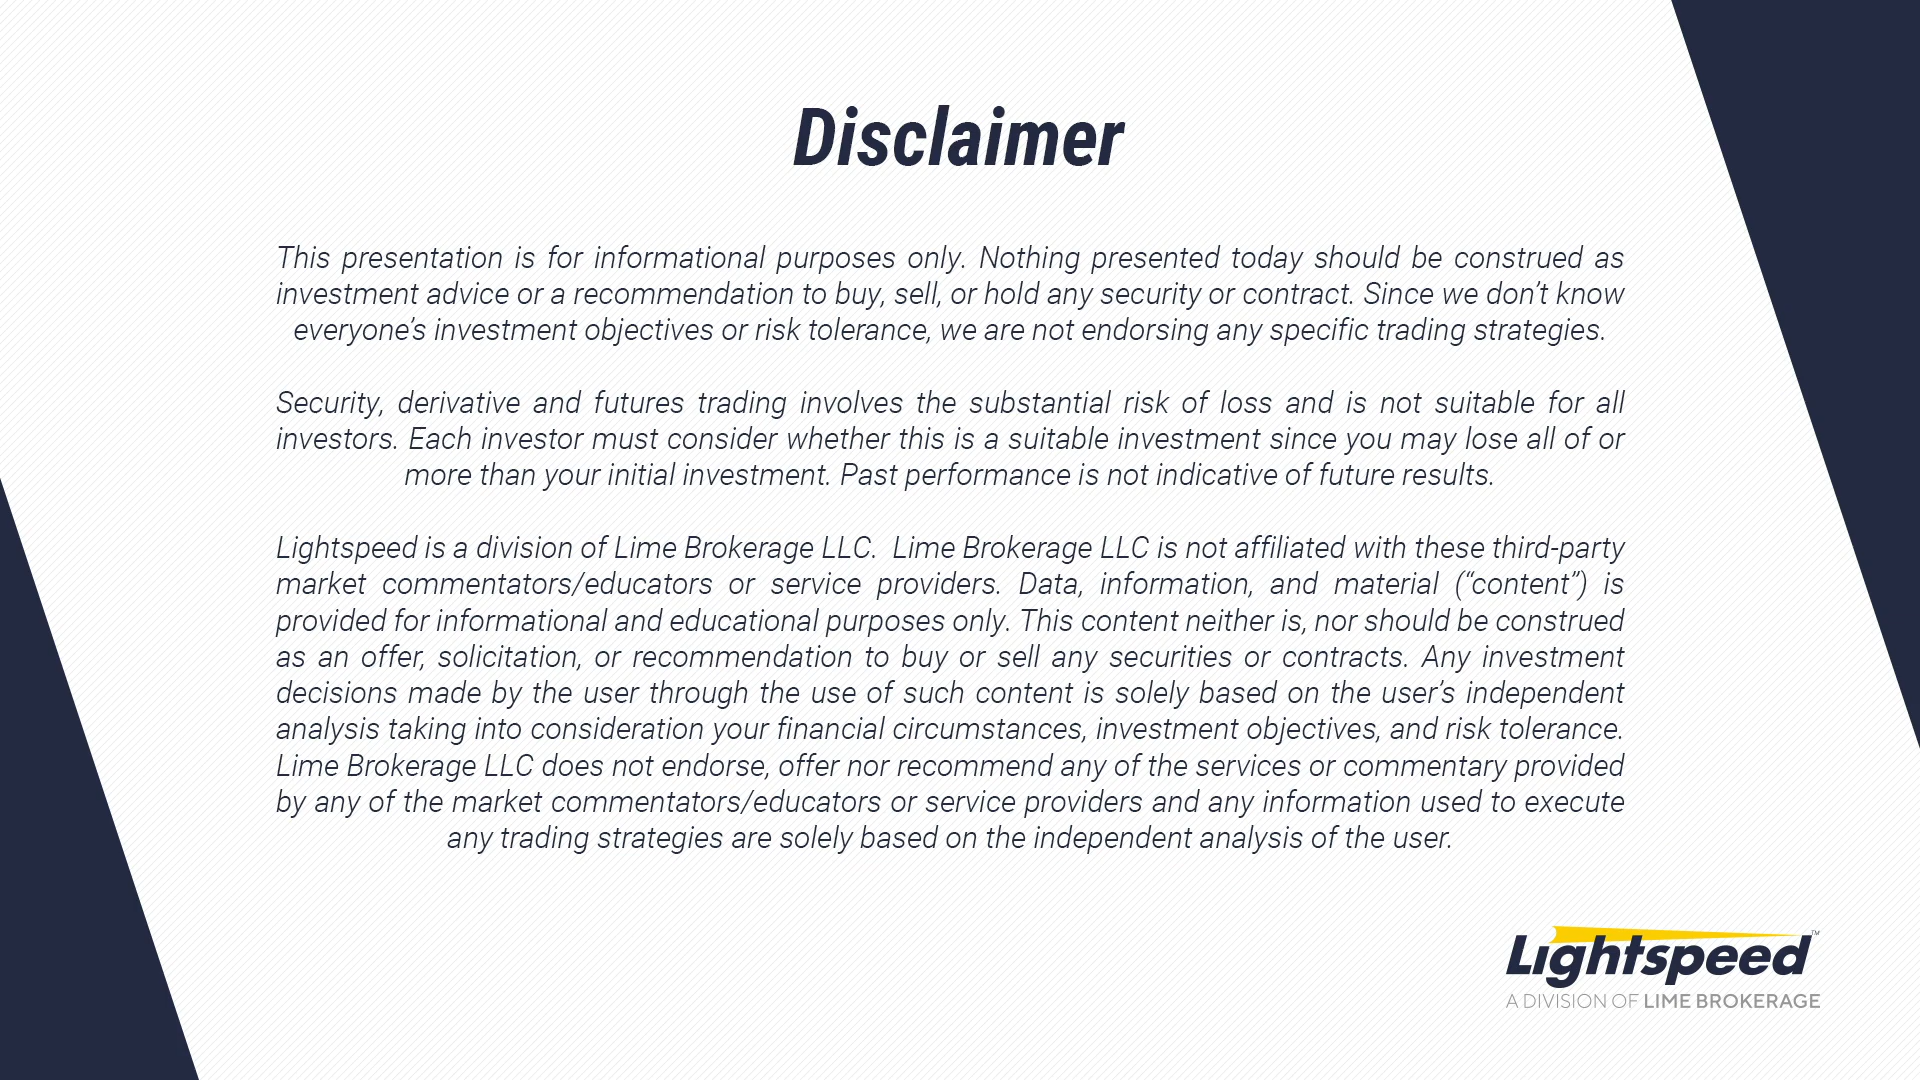 Disclaimer
This presentation is for informational purposes only. Nothing presented today should be construed as
investment advice or a recommendation to buy, sell, or hold any security or contract. Since we don’t know
everyone’s investment objectives or risk tolerance, we are not endorsing any specific trading strategies.
Security, derivative and futures trading involves the substantial risk of loss and is not suitable for all
investors. Each investor must consider whether this is a suitable investment since you may lose all of or
more than your initial investment. Past performance is not indicative of future results.
Lightspeed is a division of Lime Brokerage LLC.  Lime Brokerage LLC is not affiliated with these third-party
market commentators/educators or service providers. Data, information, and material (“content”) is
provided for informational and educational purposes only. This content neither is, nor should be construed
as an offer, solicitation, or recommendation to buy or sell any securities or contracts. Any investment
decisions made by the user through the use of such content is solely based on the user’s independent
analysis taking into consideration your financial circumstances, investment objectives, and risk tolerance.
Lime Brokerage LLC does not endorse, offer nor recommend any of the services or commentary provided
by any of the market commentators/educators or service providers and any information used to execute
any trading strategies are solely based on the independent analysis of the user.
Lightspeed™
A DIVISION OF LIME BROKERAGE